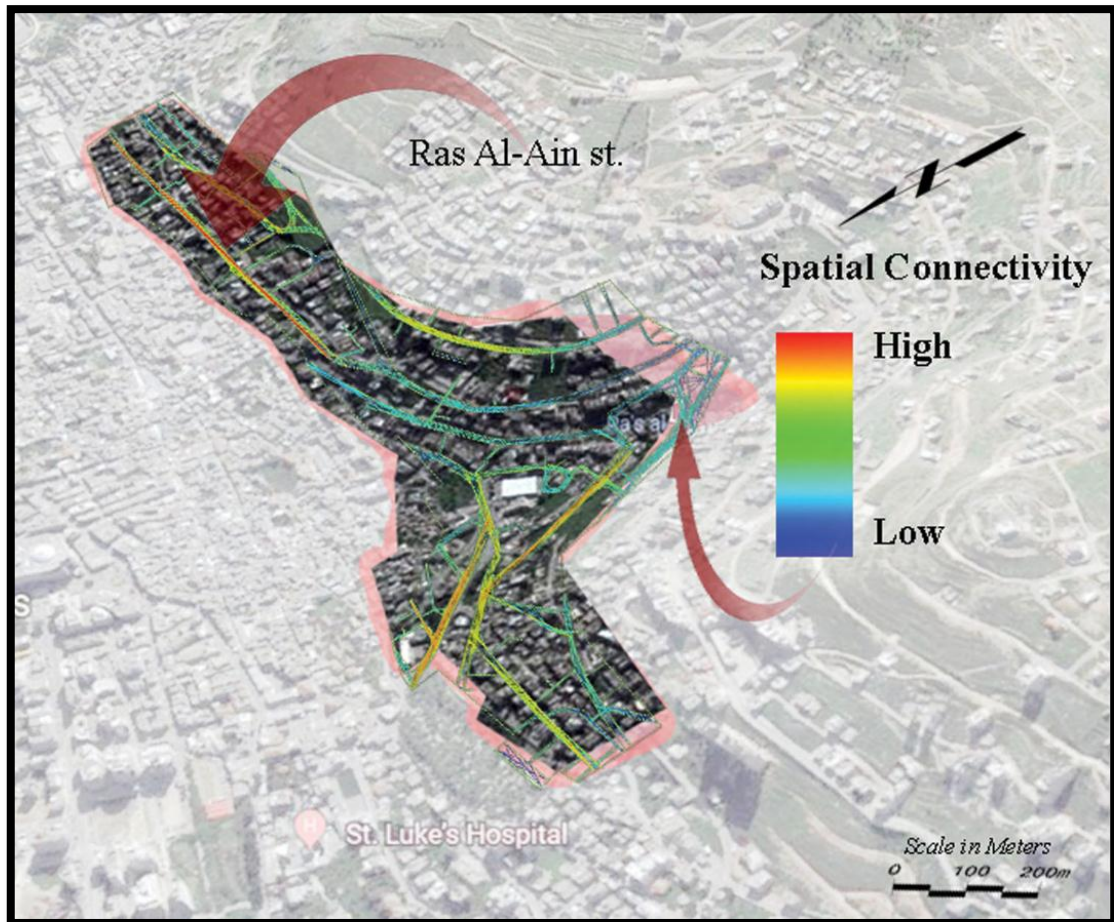 Ras Al-Ain st.
Spatial Connectivity
High
Low
S
St. Luke's Hospital
H
Scale in Meters
0 100 200m